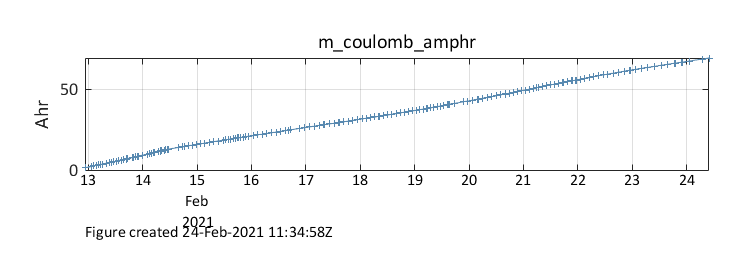 m_coulomb_amphr
Ahr
50
0
13 14 15 16 17 18 19 20 21 22 23 24
Feb
2021
Figure created 24-Feb-2021 11:34:58Z